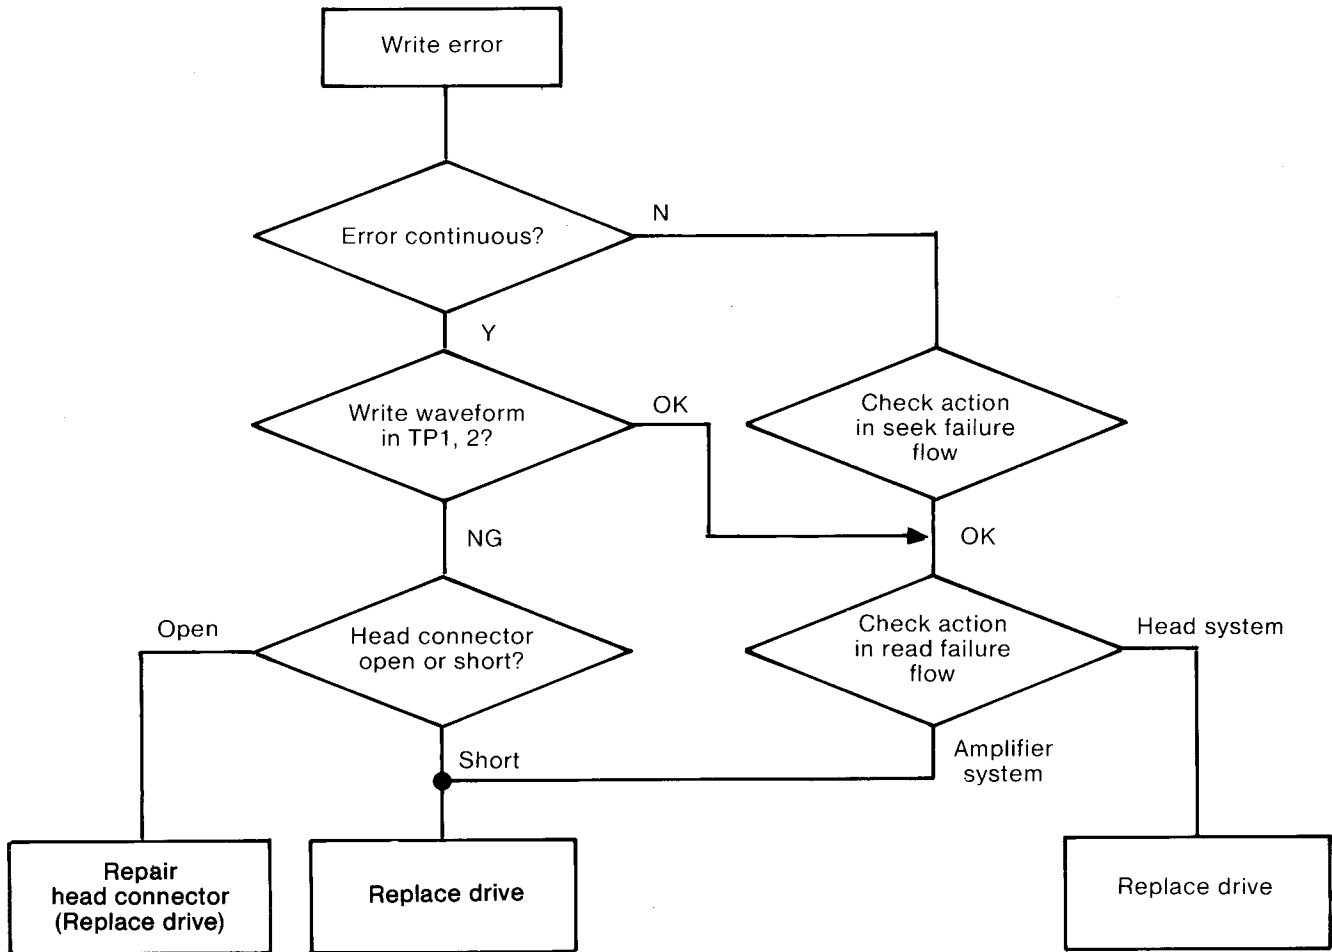 Write error
Error continuous?
N
Y
Write waveform
in TP1, 2?
OK
Check action
in seek failure
flow
NG
OK
Open
Head connector
open or short?
Check action
in read failure
flow
Head system
Short
Amplifier
system
Repair
head connector
(Replace drive)
Replace drive
Replace drive